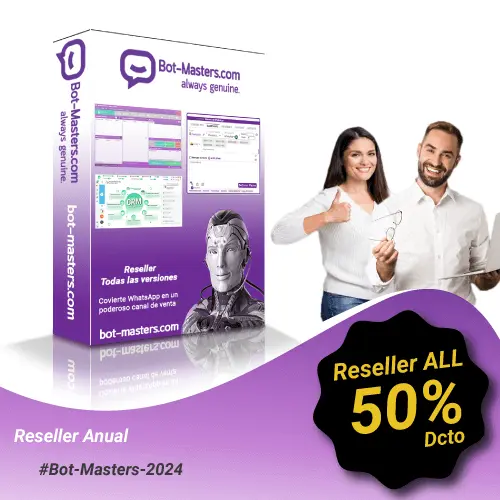 Bot-Masters.com
always genuine.
Bot-Masters.com
always genuine.
bot-masters.com
CRM
Reseller
Todas las versiones
Covierte WhatsApp en un
poderoso canal de venta
bot-masters.com
Reseller ALL
50%
Dcto
Reseller Anual
#Bot-Masters-2024